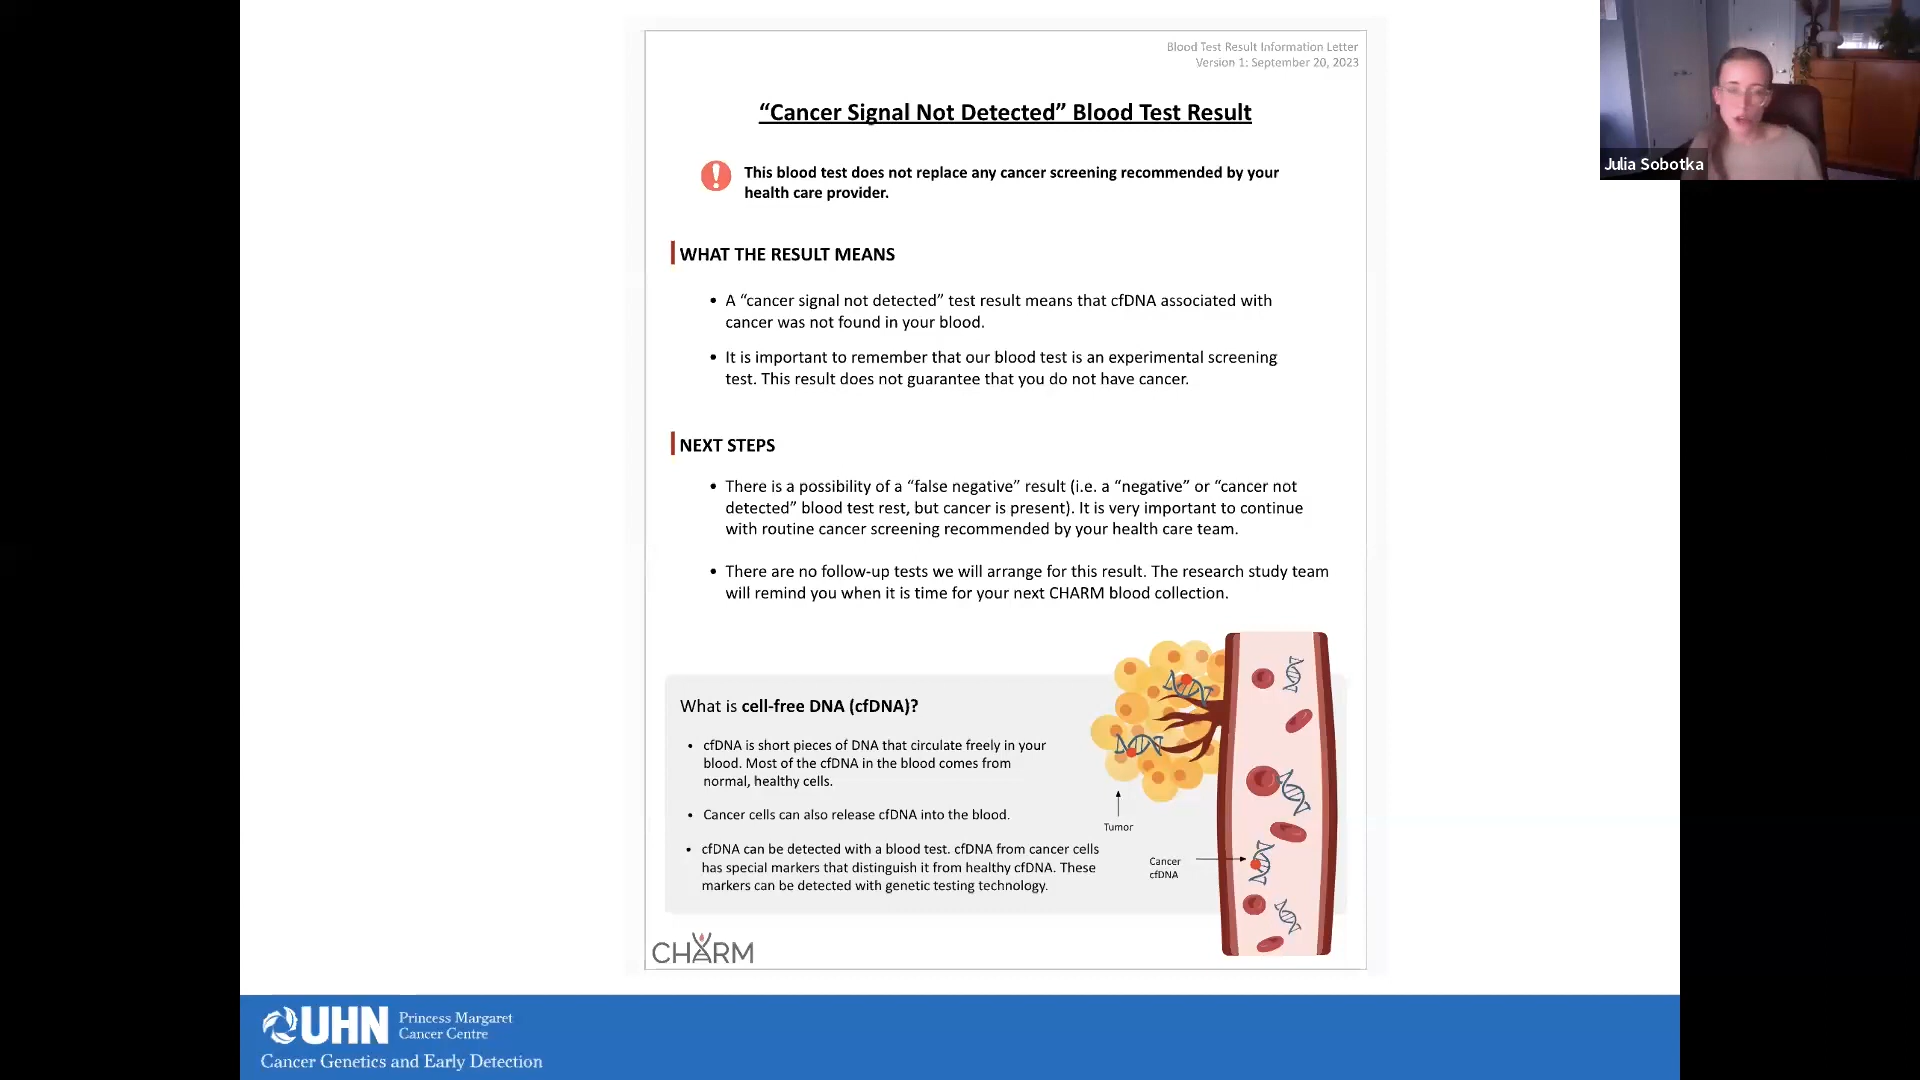 Blood Test Result Information Letter
Version 1: September 20, 2023
“Cancer Signal Not Detected” Blood Test Result
This blood test does not replace any cancer screening recommended by your
health care provider.
WHAT THE RESULT MEANS
• A “cancer signal not detected” test result means that cfDNA associated with
cancer was not found in your blood.
• It is important to remember that our blood test is an experimental screening
test. This result does not guarantee that you do not have cancer.
NEXT STEPS
• There is a possibility of a “false negative” result (i.e. a “negative” or “cancer not
detected” blood test rest, but cancer is present). It is very important to continue
with routine cancer screening recommended by your health care team.
• There are no follow-up tests we will arrange for this result. The research study team
will remind you when it is time for your next CHARM blood collection.
What is cell-free DNA (cfDNA)?
• cfDNA is short pieces of DNA that circulate freely in your
blood. Most of the cfDNA in the blood comes from
normal, healthy cells.
• Cancer cells can also release cfDNA into the blood.
• cfDNA can be detected with a blood test. cfDNA from cancer cells
has special markers that distinguish it from healthy cfDNA. These
markers can be detected with genetic testing technology.
Tumor
Cancer
cfDNA
CHARM
UHN
Princess Margaret
Cancer Centre
Cancer Genetics and Early Detection
Julia Sobotka